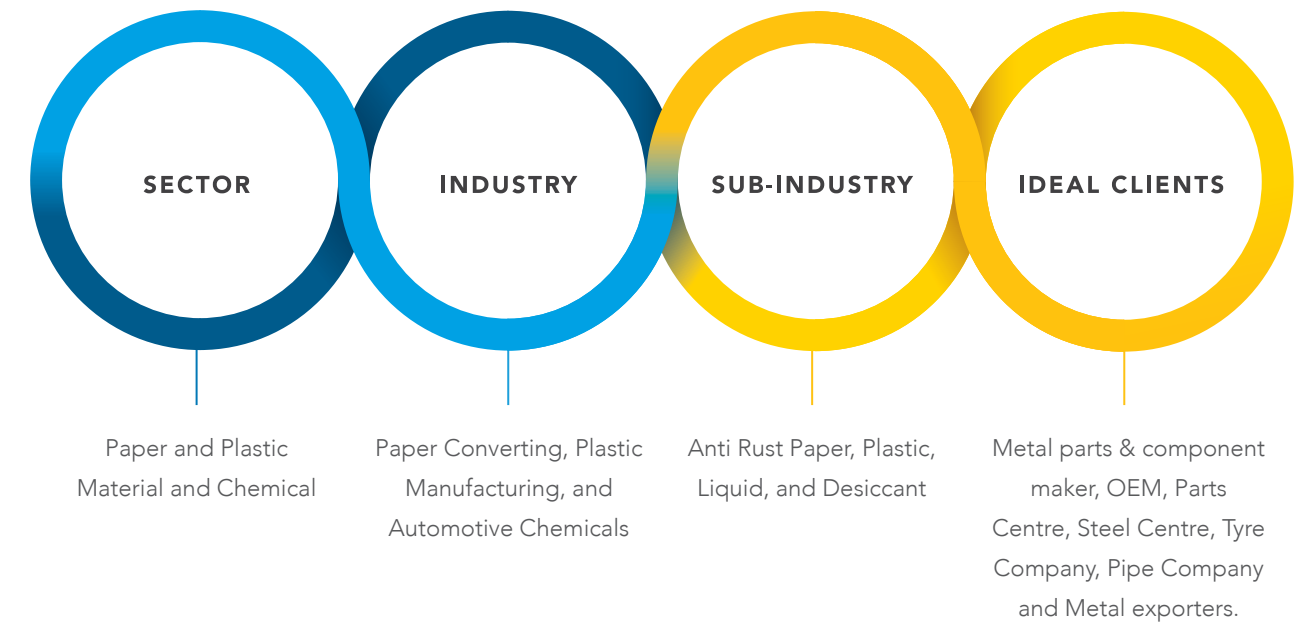 SECTOR
INDUSTRY
SUB-INDUSTRY
IDEAL CLIENTS
Paper and Plastic
Material and Chemical
Paper Converting, Plastic
Manufacturing, and
Automotive Chemicals
Anti Rust Paper, Plastic,
Liquid, and Desiccant
Metal parts & component
maker, OEM, Parts
Centre, Steel Centre, Tyre
Company, Pipe Company
and Metal exporters.